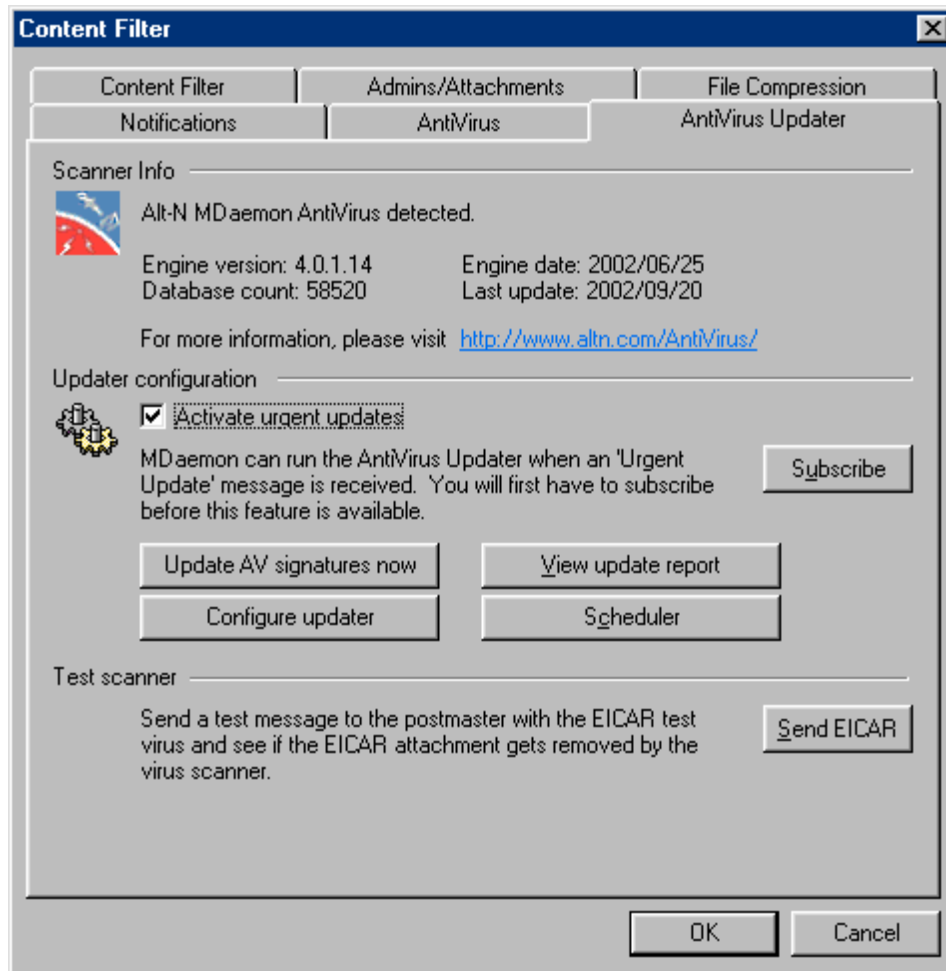 Content Filter
Content Filter
Admins/Attachments
File Compression
Notifications
AntiVirus
AntiVirus Updater
Scanner Info
Alt-N MDaemon AntiVirus detected.
Engine version: 4.0.1.14
Engine date: 2002/06/25
Database count: 58520
Last update: 2002/09/20
For more information, please visit http://www.altn.com/AntiVirus/
Updater configuration
Activate urgent updates
MDaemon can run the AntiVirus Updater when an 'Urgent
Update' message is received. You will first have to subscribe
before this feature is available.
Subscribe
Update AV signatures now
View update report
Configure updater
Scheduler
Test scanner
Send a test message to the postmaster with the EICAR test
virus and see if the EICAR attachment gets removed by the
virus scanner.
Send EICAR
OK
Cancel